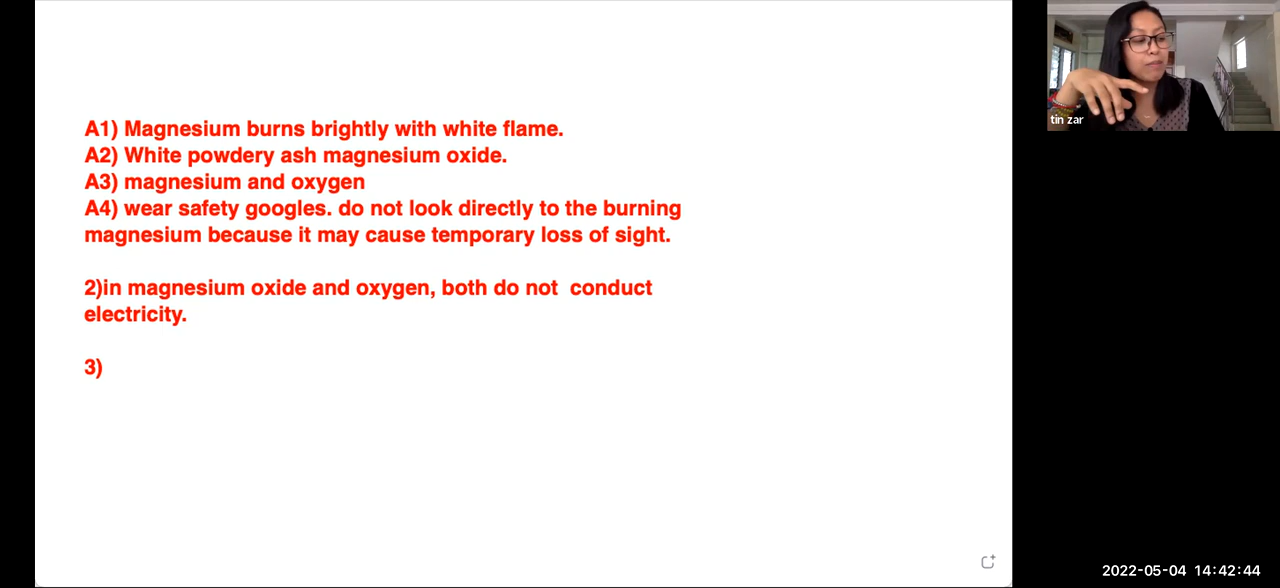 A1) Magnesium burns brightly with white flame.
A2) White powdery ash magnesium oxide.
A3) magnesium and oxygen
A4) wear safety googles. do not look directly to the burning
magnesium because it may cause temporary loss of sight.
2)in magnesium oxide and oxygen, both do not  conduct
electricity.
3)
tin zar
2022-05-04 14:42:44